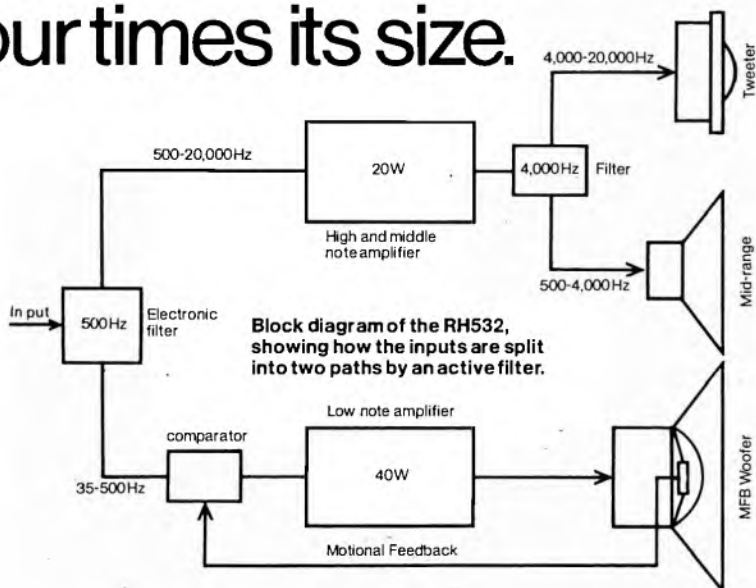 our times its size.
4,000-20,000Hz
Tweeter
500-20,000Hz
20W
4,000Hz
Filter
High and middle
note amplifier
500-4,000Hz
Mid-range
In put
500Hz
Electronic
filter
Block diagram of the RH532,
showing how the inputs are split
into two paths by an active filter.
Low note amplifier
comparator
40W
35-500Hz
MFB Woofer
Motional Feedback